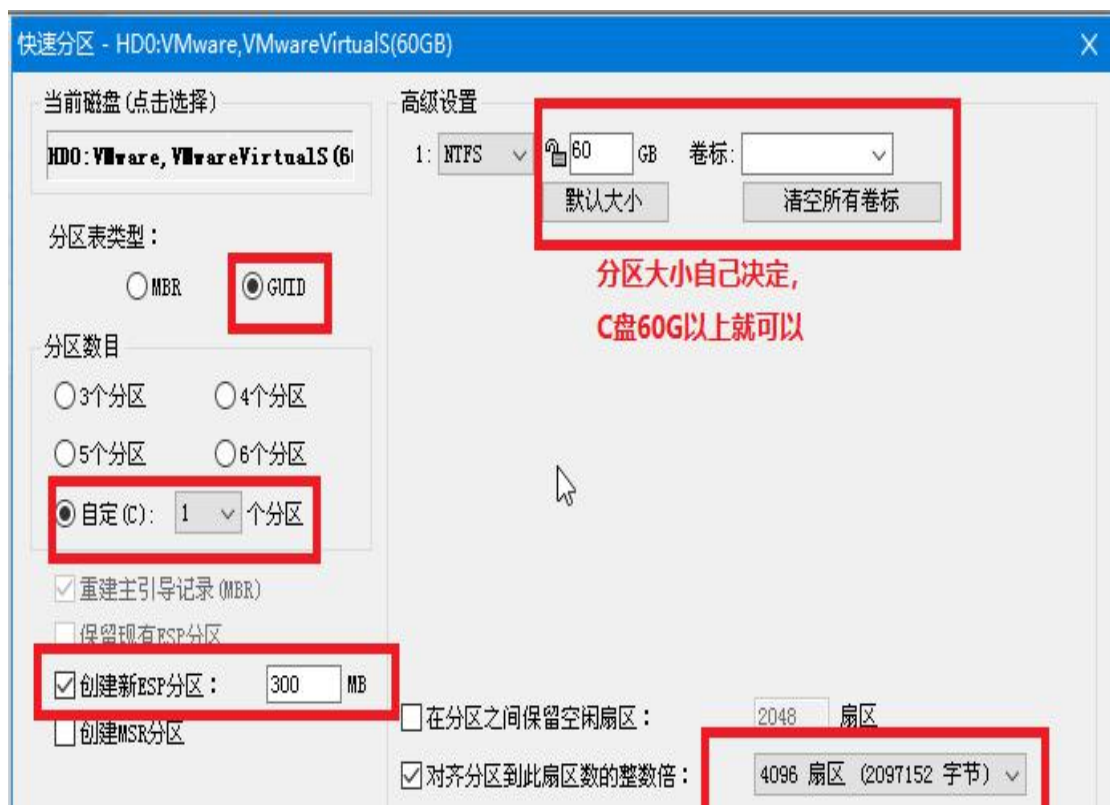 快速分区 - HD0:VMware,VMwareVirtualS(60GB)
当前磁盘(点击选择)
HD0:VMware,VMwareVirtualS(6
分区表类型：
MBR
GUID
分区数目
3个分区
4个分区
5个分区
6个分区
自定(C):
1
个分区
重建主引导记录(MBR)
保留现有ESP分区
创建新ESP分区：
300
MB
创建MSR分区
高级设置
1:
NTFS
60
GB
卷标:
默认大小
清空所有卷标
分区大小自己决定，
C盘60G以上就可以
在分区之间保留空闲扇区：
2048
扇区
对齐分区到此扇区数的整数倍：
4096 扇区 (2097152 字节)